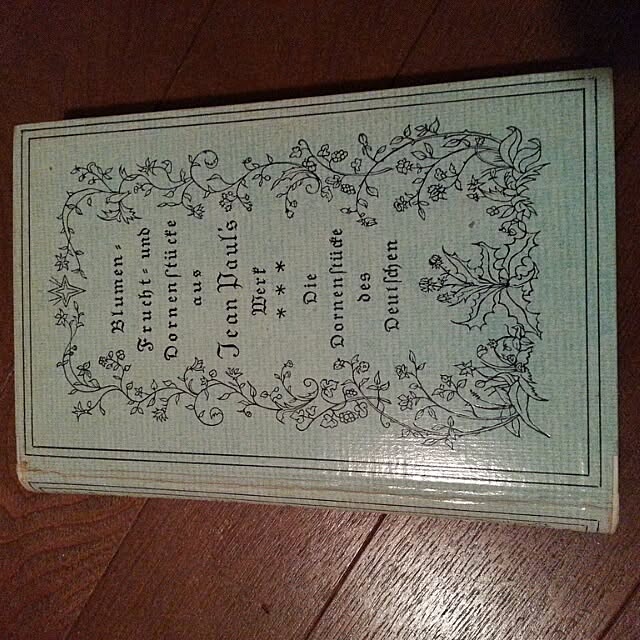 Blumen=
Frucht= und
Dornenſtücke
aus
Jean Paul's
Werk
* * *
Die
Dornenſtücke
des
Deutſchen